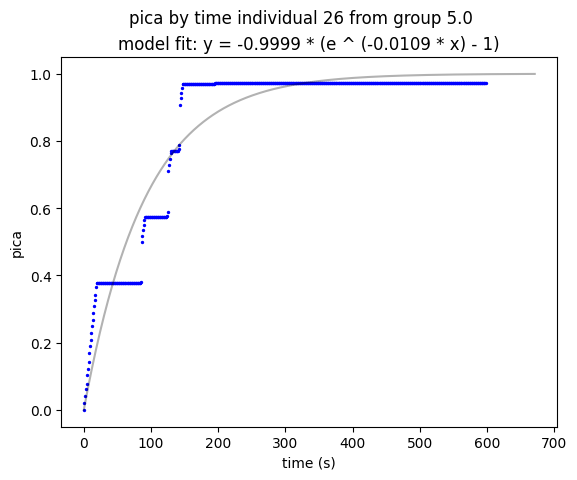 pica by time individual 26 from group 5.0
model fit: y = -0.9999 * (e ^ (-0.0109 * x) - 1)
1.0
0.8
0.6
0.4
0.2
0.0
pica
0 100 200 300 400 500 600 700
time (s)